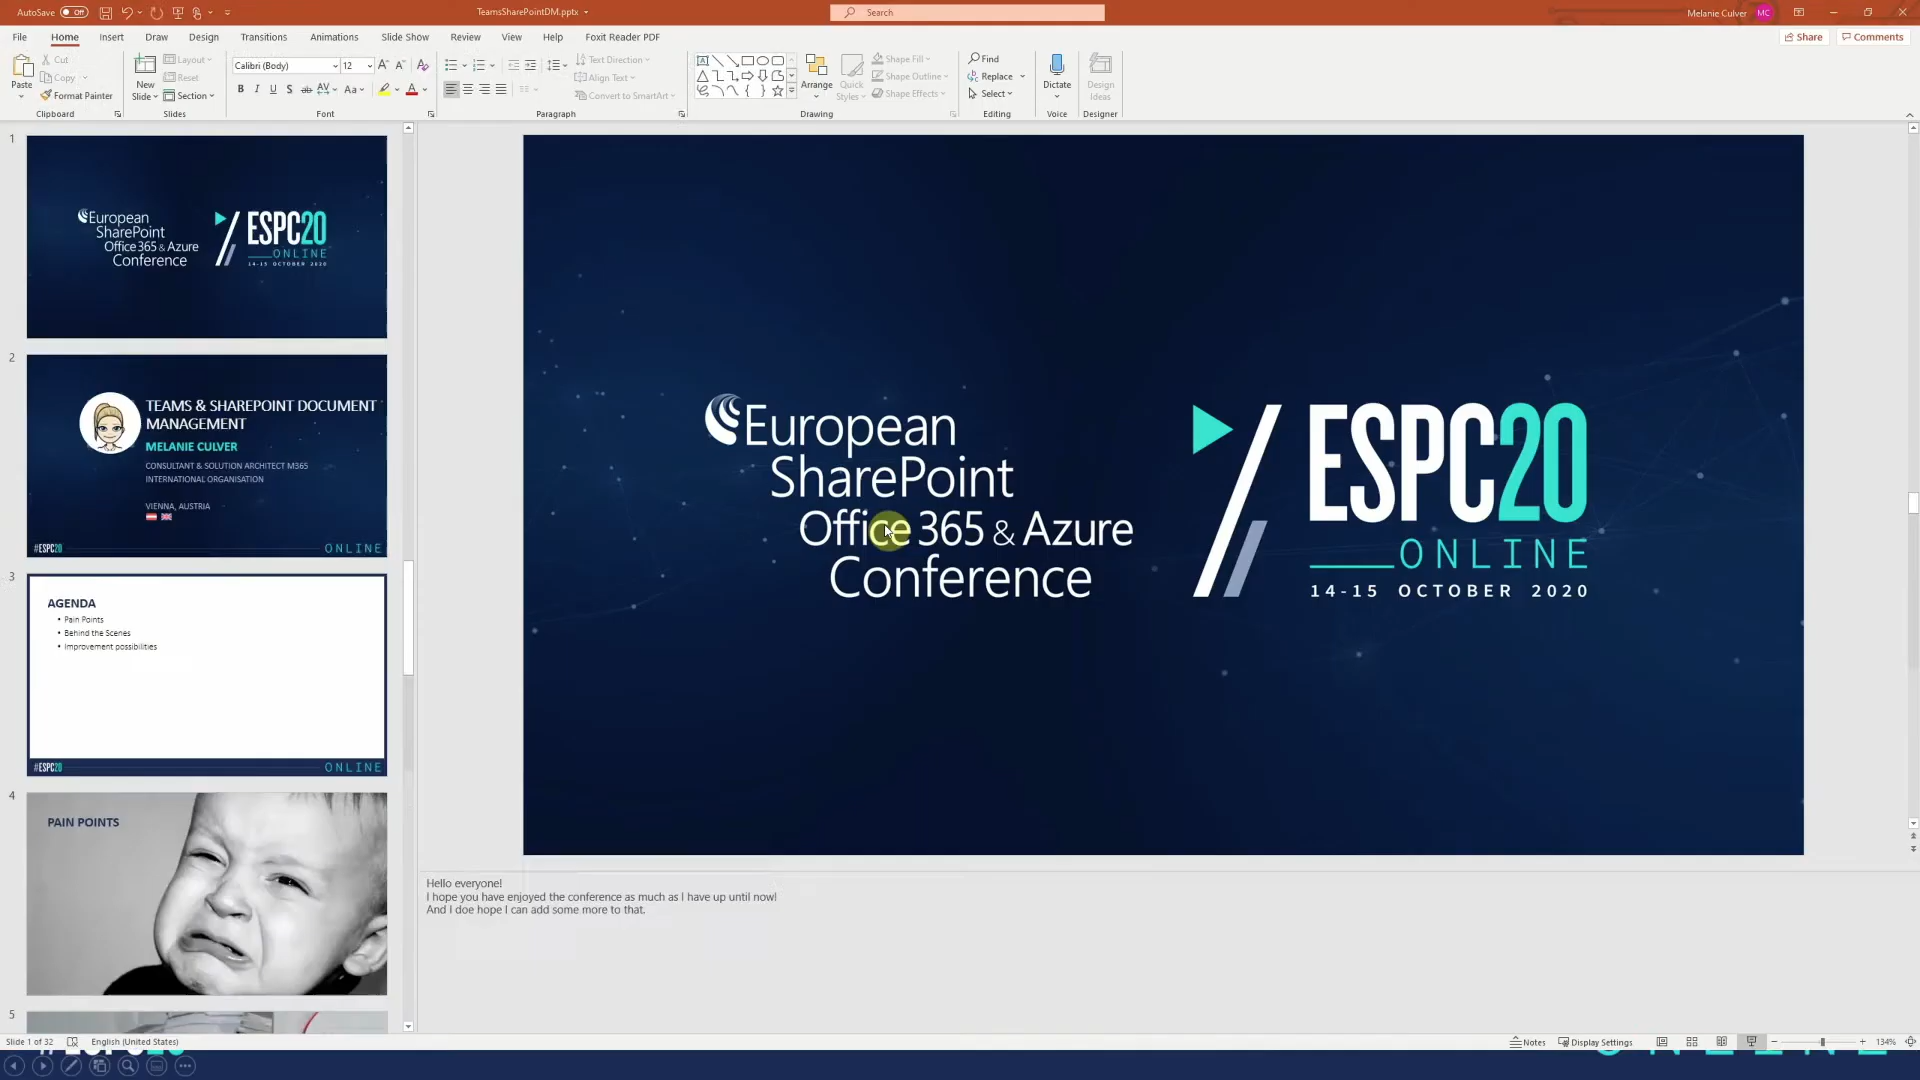 AutoSave Off
TeamsSharePointDM.pptx
Search
Melanie Culver MC
File Home Insert Draw Design Transitions Animations Slide Show Review View Help Foxit Reader PDF
Share Comments
Paste
Cut
Copy
Format Painter
Clipboard
New
Slide
Layout
Reset
Section
Slides
Calibri (Body) 12
Font
Text Direction
Align Text
Convert to SmartArt
Paragraph
Arrange
Quick
Styles
Shape Fill
Shape Outline
Shape Effects
Drawing
Find
Replace
Select
Editing
Dictate
Voice
Design
Ideas
Designer
1
European
SharePoint
Office 365 & Azure
Conference
ESPC20
ONLINE
14-15 OCTOBER 2020
2
TEAMS & SHAREPOINT DOCUMENT
MANAGEMENT
MELANIE CULVER
CONSULTANT & SOLUTION ARCHITECT M365
INTERNATIONAL ORGANISATION
VIENNA, AUSTRIA
#ESPC20 ONLINE
3
AGENDA
• Pain Points
• Behind the Scenes
• Improvement possibilities
#ESPC20 ONLINE
4
PAIN POINTS
5
European
SharePoint
Office 365 & Azure
Conference
ESPC20
ONLINE
14-15 OCTOBER 2020
Hello everyone!
I hope you have enjoyed the conference as much as I have up until now!
And I doe hope I can add some more to that.
Slide 1 of 32 English (United States)
Notes Display Settings 134%